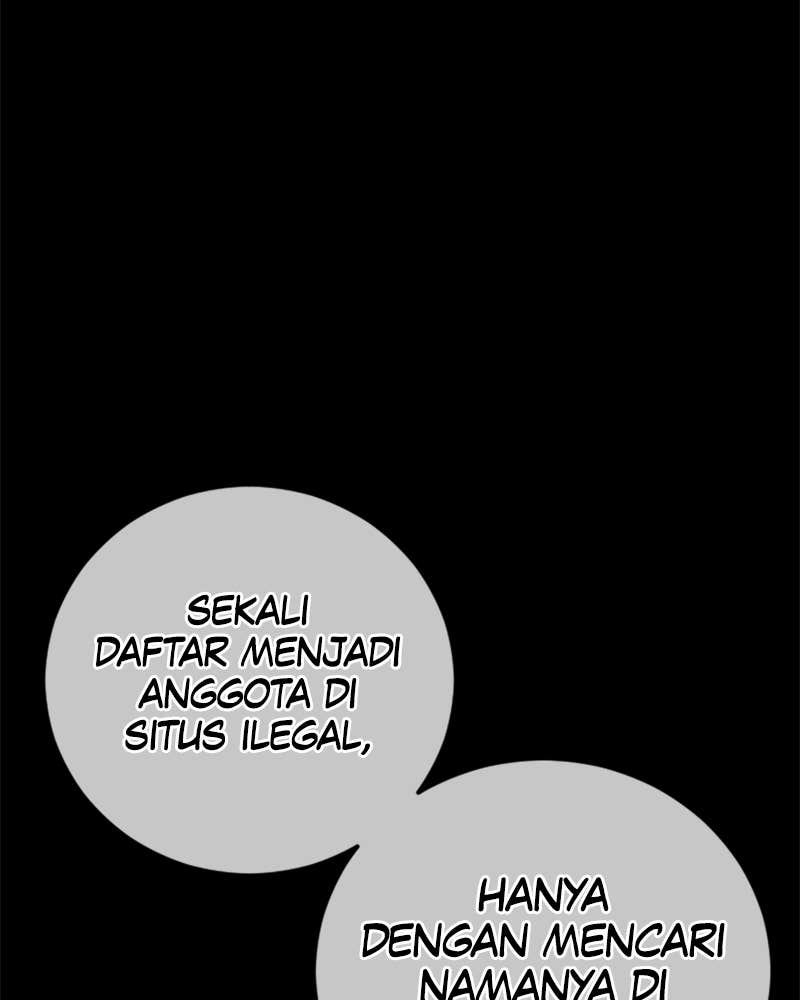 SEKALI
DAFTAR MENJADI
ANGGOTA DI
SITUS ILEGAL,
HANYA
DENGAN MENCARI
NAMANYA DI